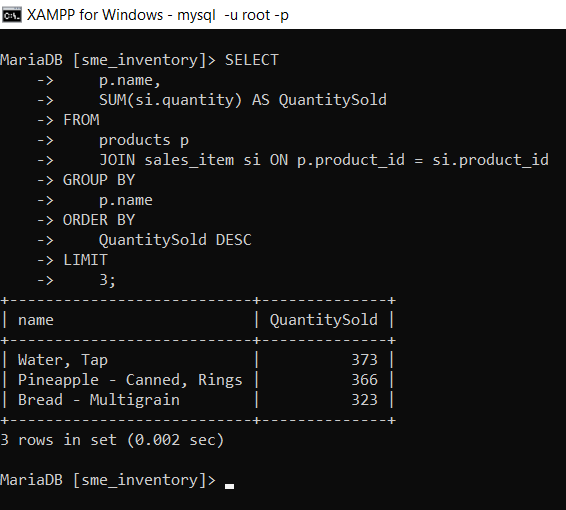 XAMPP for Windows - mysql  -u root -p
MariaDB [sme_inventory]> SELECT
    ->     p.name,
    ->     SUM(si.quantity) AS QuantitySold
    -> FROM
    ->     products p
    ->     JOIN sales_item si ON p.product_id = si.product_id
    -> GROUP BY
    ->     p.name
    -> ORDER BY
    ->     QuantitySold DESC
    -> LIMIT
    ->     3;
+--------------------------+--------------+
| name                     | QuantitySold |
+--------------------------+--------------+
| Water, Tap               |          373 |
| Pineapple - Canned, Rings |          366 |
| Bread - Multigrain       |          323 |
+--------------------------+--------------+
3 rows in set (0.002 sec)
MariaDB [sme_inventory]>